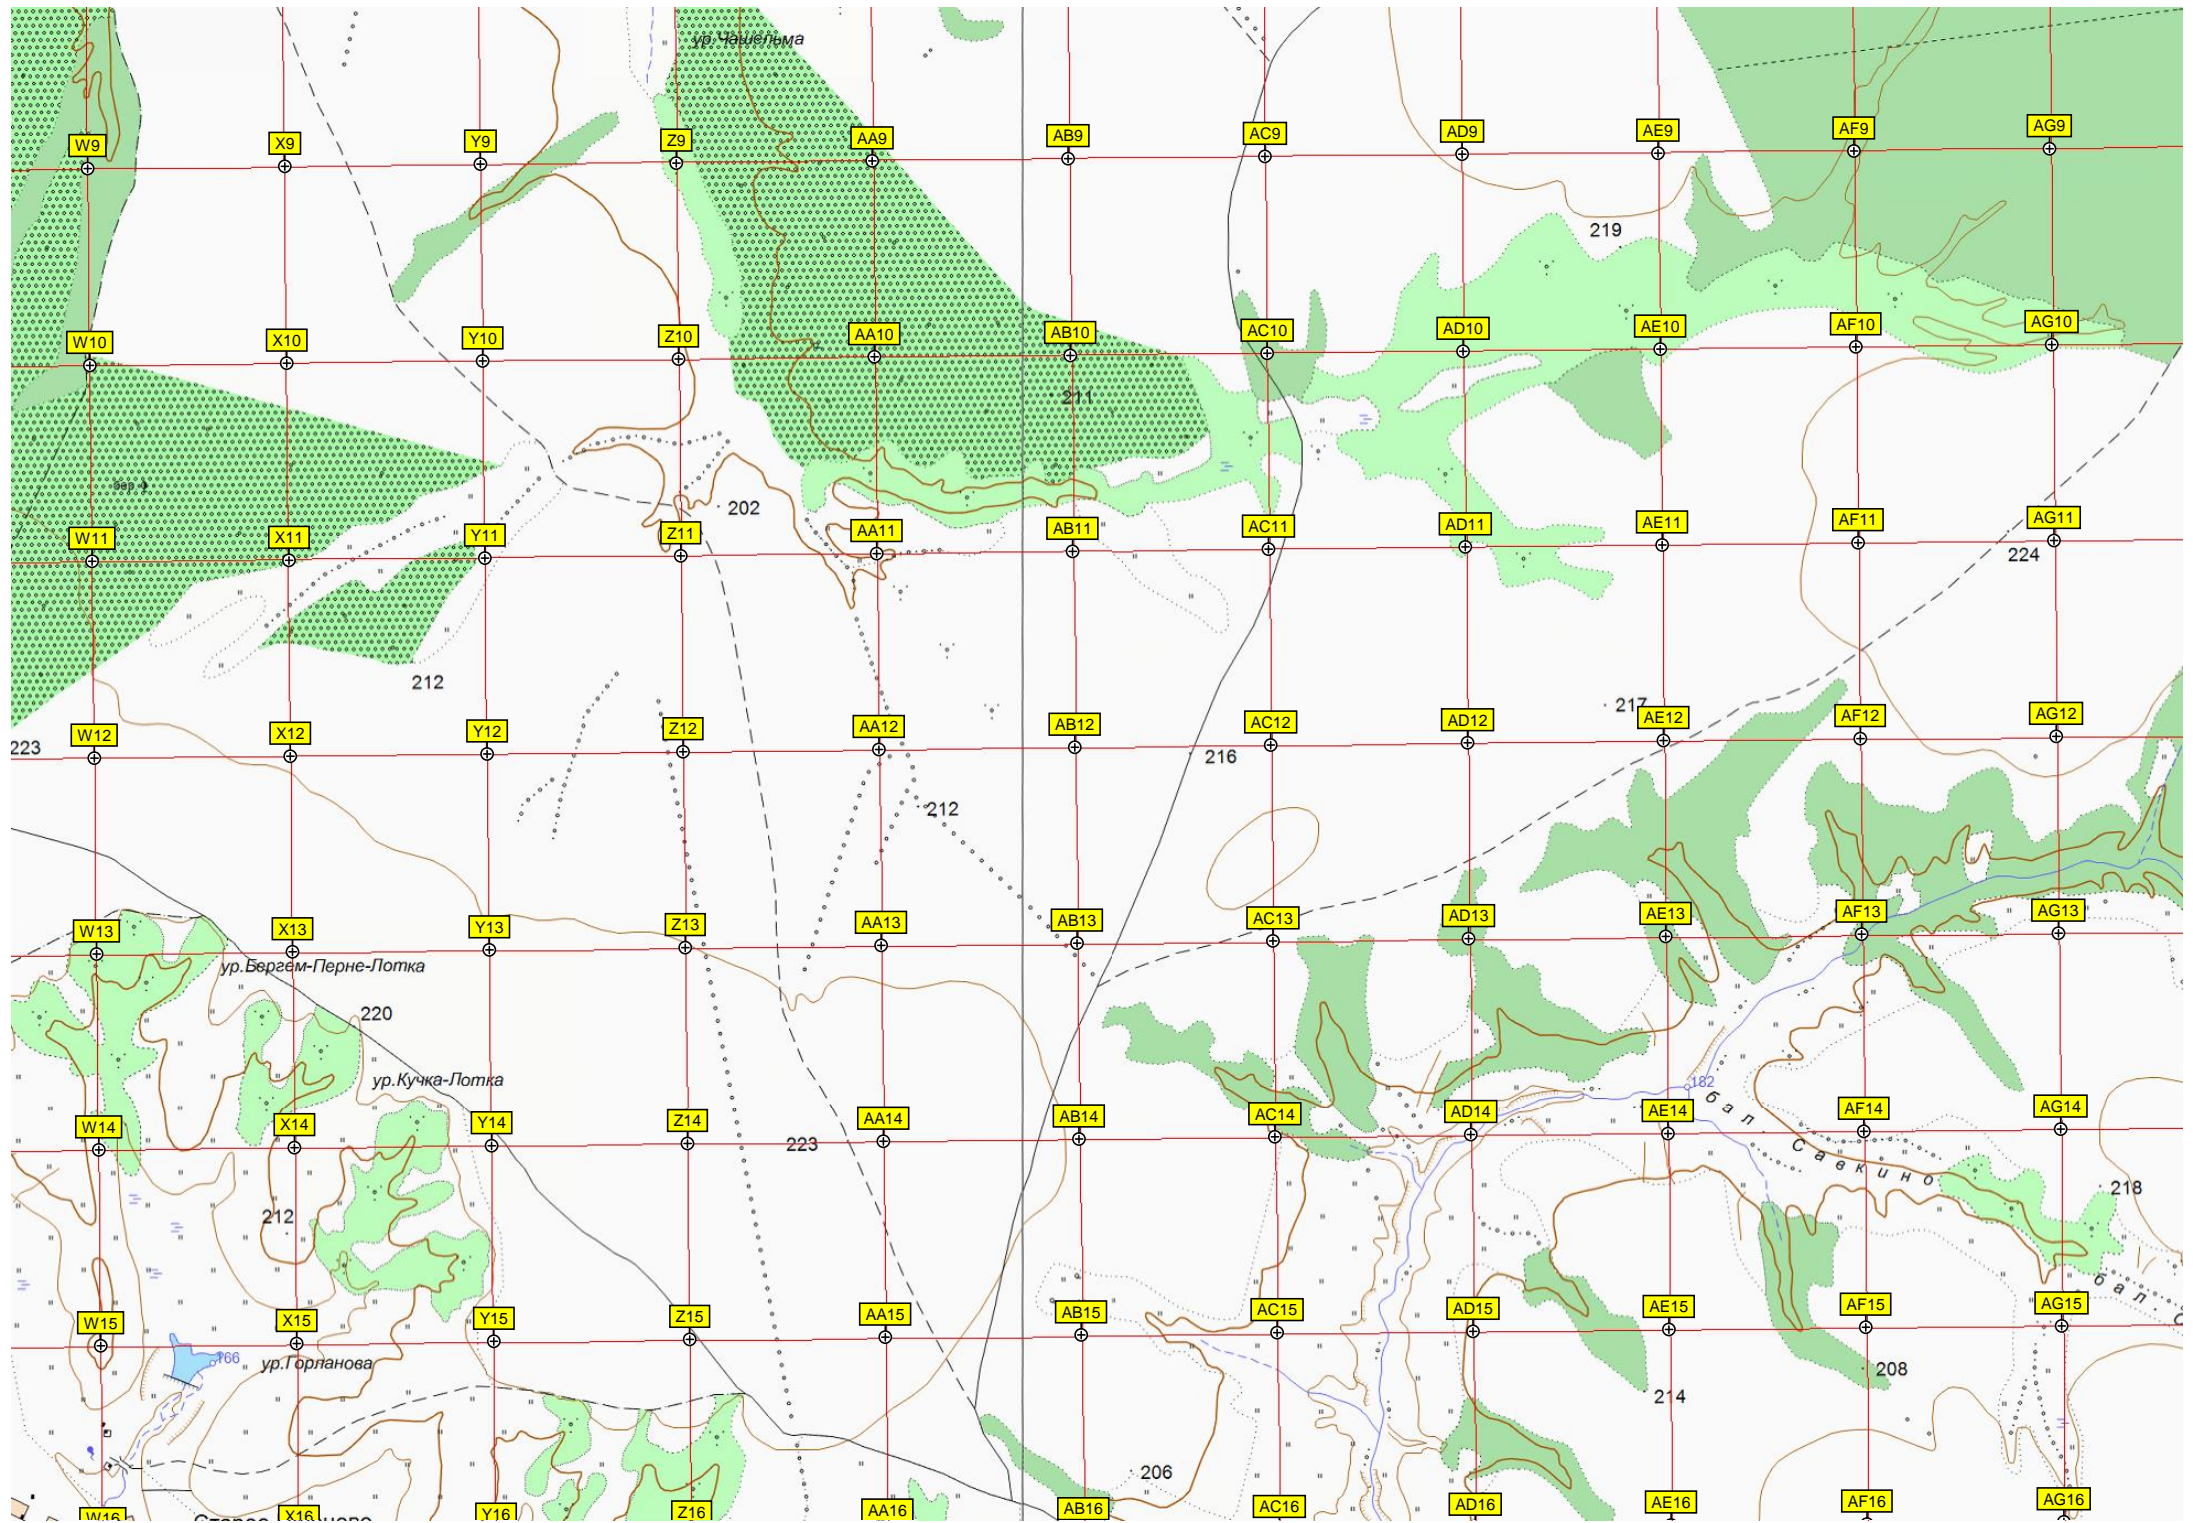 ур.Чашельма
W9 X9 Y9 Z9 AA9 AB9 AC9 AD9 AE9 AF9 AG9
219
W10 X10 Y10 Z10 AA10 AB10 AC10 AD10 AE10 AF10 AG10
211
бер.
202
W11 X11 Y11 Z11 AA11 AB11 AC11 AD11 AE11 AF11 AG11
224
212
217
W12 X12 Y12 Z12 AA12 AB12 AC12 AD12 AE12 AF12 AG12
223
216
212
W13 X13 Y13 Z13 AA13 AB13 AC13 AD13 AE13 AF13 AG13
ур.Бергем-Перне-Лотка
220
ур.Кучка-Лотка
182
W14 X14 Y14 Z14 AA14 AB14 AC14 AD14 AE14 AF14 AG14
223
бал. Савкино
218
212
бал. С
W15 X15 Y15 Z15 AA15 AB15 AC15 AD15 AE15 AF15 AG15
166
ур.Горланова
208
214
206
W16 X16 Y16 Z16 AA16 AB16 AC16 AD16 AE16 AF16 AG16